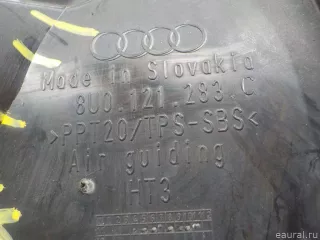 Made in Slovakia
8U0.121.283 C
>PPT20/TPS-SBS<
Air guiding
HT3
eaural.ru